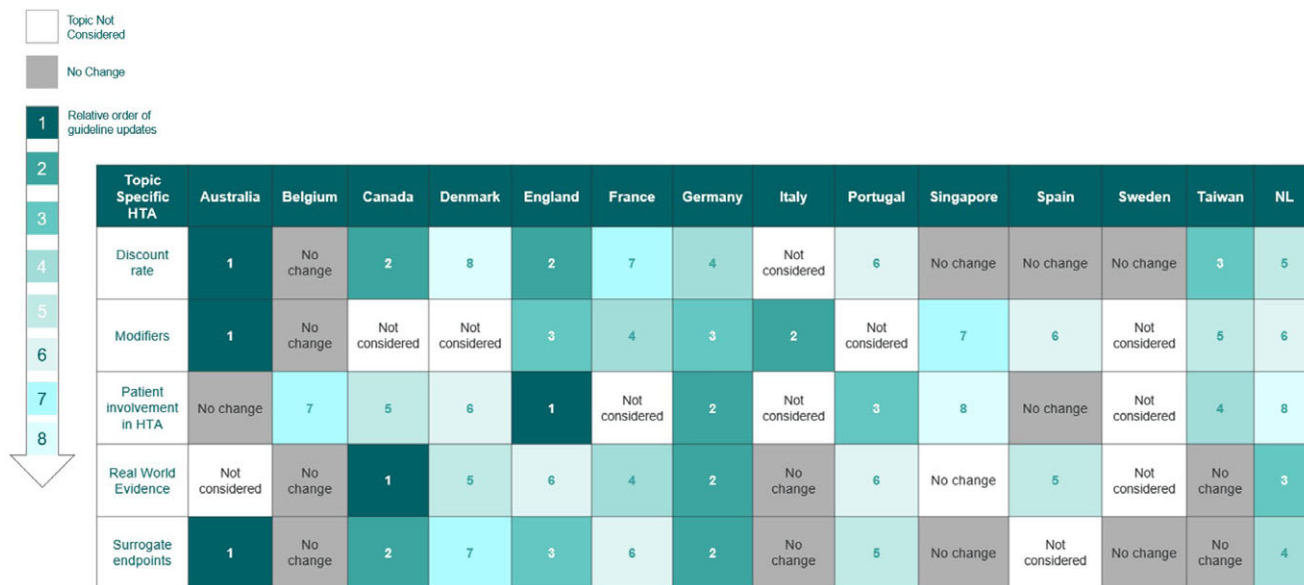 Topic Not
Considered
No Change
Relative order of
guideline updates
1
2
3
4
5
6
7
8
Topic Specific HTA Australia Belgium Canada Denmark England France Germany Italy Portugal Singapore Spain Sweden Taiwan NL
Discount rate 1 No change 2 8 2 7 4 Not considered 6 No change No change No change 3 5
Modifiers 1 No change Not considered Not considered 3 4 3 2 Not considered 7 6 Not considered 5 6
Patient involvement in HTA No change 7 5 6 1 Not considered 2 Not considered 3 8 No change Not considered 4 8
Real World Evidence Not considered No change 1 5 6 4 2 No change 6 No change 5 Not considered No change 3
Surrogate endpoints 1 No change 2 7 3 6 2 No change 5 No change Not considered No change No change 4